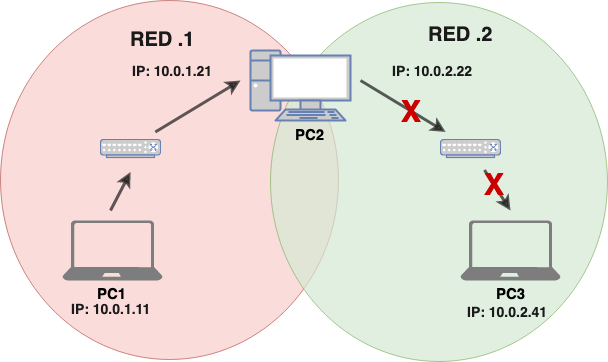 RED .1
RED .2
IP: 10.0.1.21
IP: 10.0.2.22
X
PC2
X
PC1
IP: 10.0.1.11
PC3
IP: 10.0.2.41